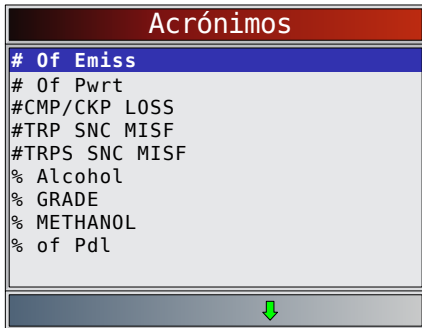 Acrónimos
# Of Emiss
# Of Pwrt
#CMP/CKP LOSS
#TRP SNC MISF
#TRPS SNC MISF
% Alcohol
% GRADE
% METHANOL
% of Pdl